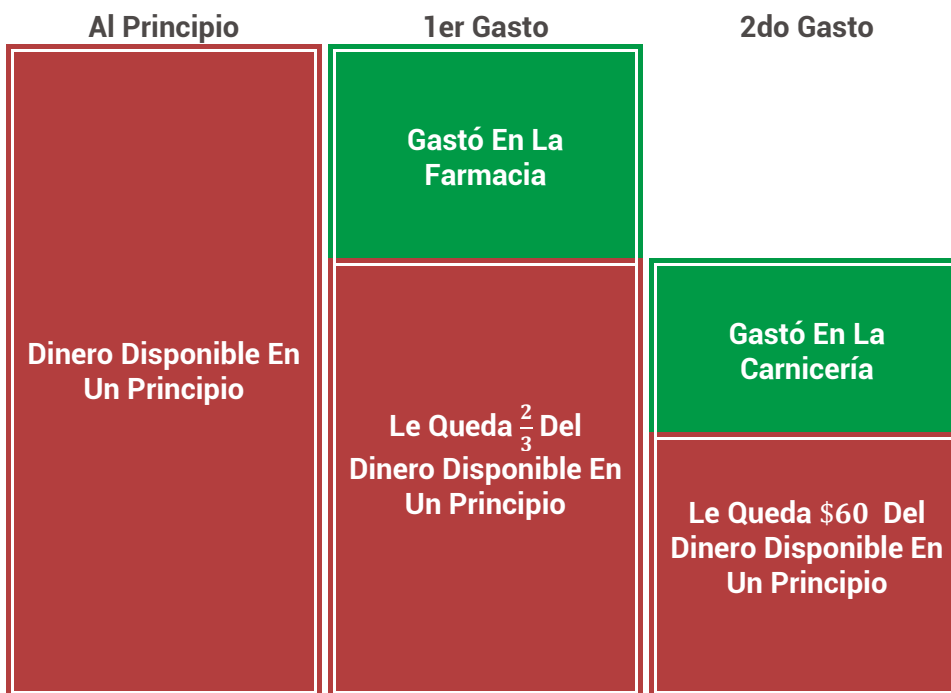 Al Principio
1er Gasto
2do Gasto
Dinero Disponible En
Un Principio
Gastó En La
Farmacia
Le Queda 2/3 Del
Dinero Disponible En
Un Principio
Gastó En La
Carnicería
Le Queda $60 Del
Dinero Disponible En
Un Principio